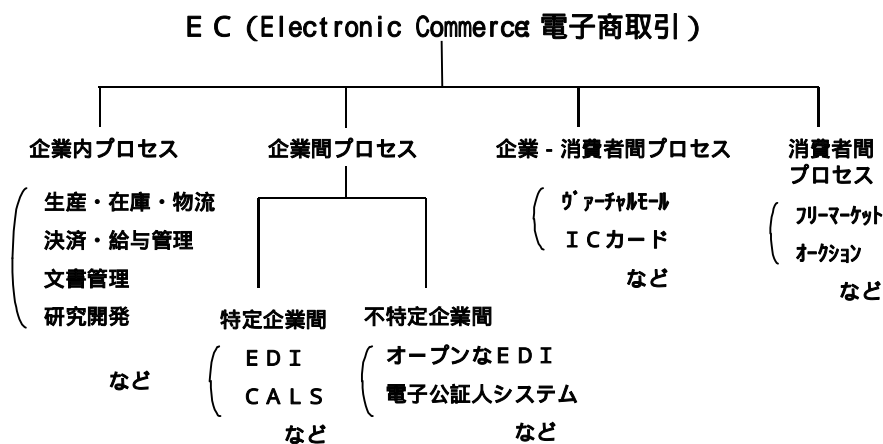 ＥＣ（Electronic Commerce：電子商取引）
企業内プロセス
生産・在庫・物流
決済・給与管理
文書管理
研究開発
など
企業間プロセス
特定企業間
ＥＤＩ
ＣＡＬＳ
など
不特定企業間
オープンなＥＤＩ
電子公証人システム
など
企業‐消費者間プロセス
ヴァーチャルモール
ＩＣカード
など
消費者間
プロセス
フリーマーケット
オークション
など